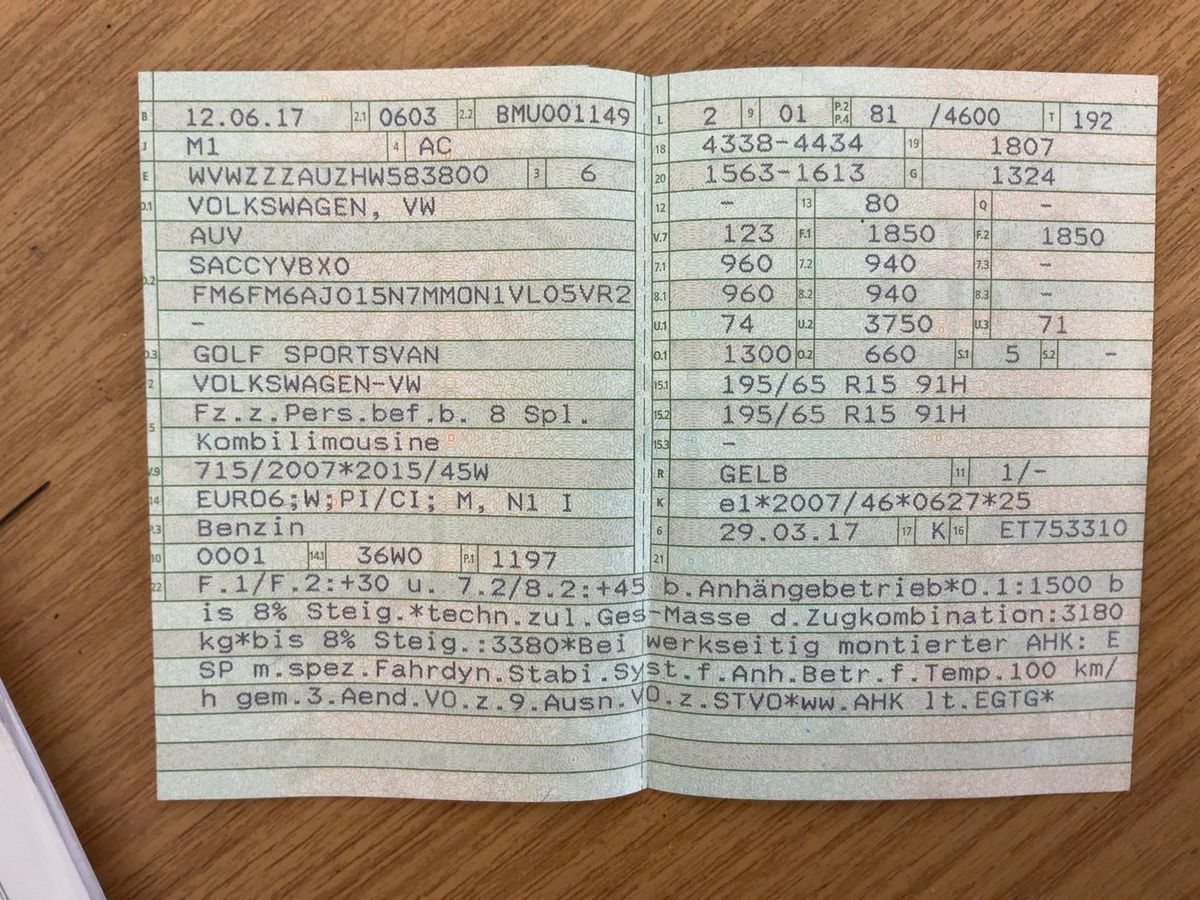 B 12.06.17 2.1 0603 2.2 BMU001149
J M1 4 AC
E WVWZZZAUZHW583800 3 6
D.1 VOLKSWAGEN, VW
AUV
D.2 SACCYVBX0
FM6FM6AJ015N7MMON1VL05VR2
–
D.3 GOLF SPORTSVAN
2 VOLKSWAGEN-VW
5 Fz.z.Pers.bef.b. 8 Spl.
Kombilimousine
V.9 715/2007*2015/45W
14 EURO6;W;PI/CI; M, N1 I
P.3 Benzin
10 0001 14.1 36W0 P.1 1197
L 2 9 01 P.2 P.4 81 /4600 T 192
18 4338-4434 19 1807
20 1563-1613 G 1324
12 – 13 80 Q –
V.7 123 F.1 1850 F.2 1850
7.1 960 7.2 940 7.3 –
8.1 960 8.2 940 8.3 –
U.1 74 U.2 3750 U.3 71
O.1 1300 O.2 660 S.1 5 S.2 –
15.1 195/65 R15 91H
15.2 195/65 R15 91H
15.3 –
R GELB 11 1/-
K e1*2007/46*0627*25
6 29.03.17 17 K 16 ET753310
21
22 F.1/F.2:+30 u. 7.2/8.2:+45 b.Anhängebetrieb*O.1:1500 b
is 8% Steig.*techn.zul.Ges-Masse d.Zugkombination:3180
kg*bis 8% Steig.:3380*Bei werkseitig montierter AHK: E
SP m.spez.Fahrdyn.Stabi.Syst.f.Anh.Betr.f.Temp.100 km/
h gem.3.Aend.VO.z.9.Ausn.VO.z.STVO*ww.AHK lt.EGTG*